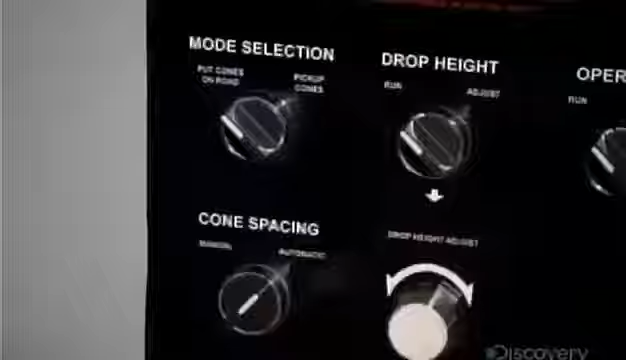 MODE SELECTION
PUT CONES
ON ROAD
PICKUP
CONES
DROP HEIGHT
RUN
ADJUST
OPER
RUN
CONE SPACING
MANUAL
AUTOMATIC
DROP HEIGHT ADJUST
Discovery